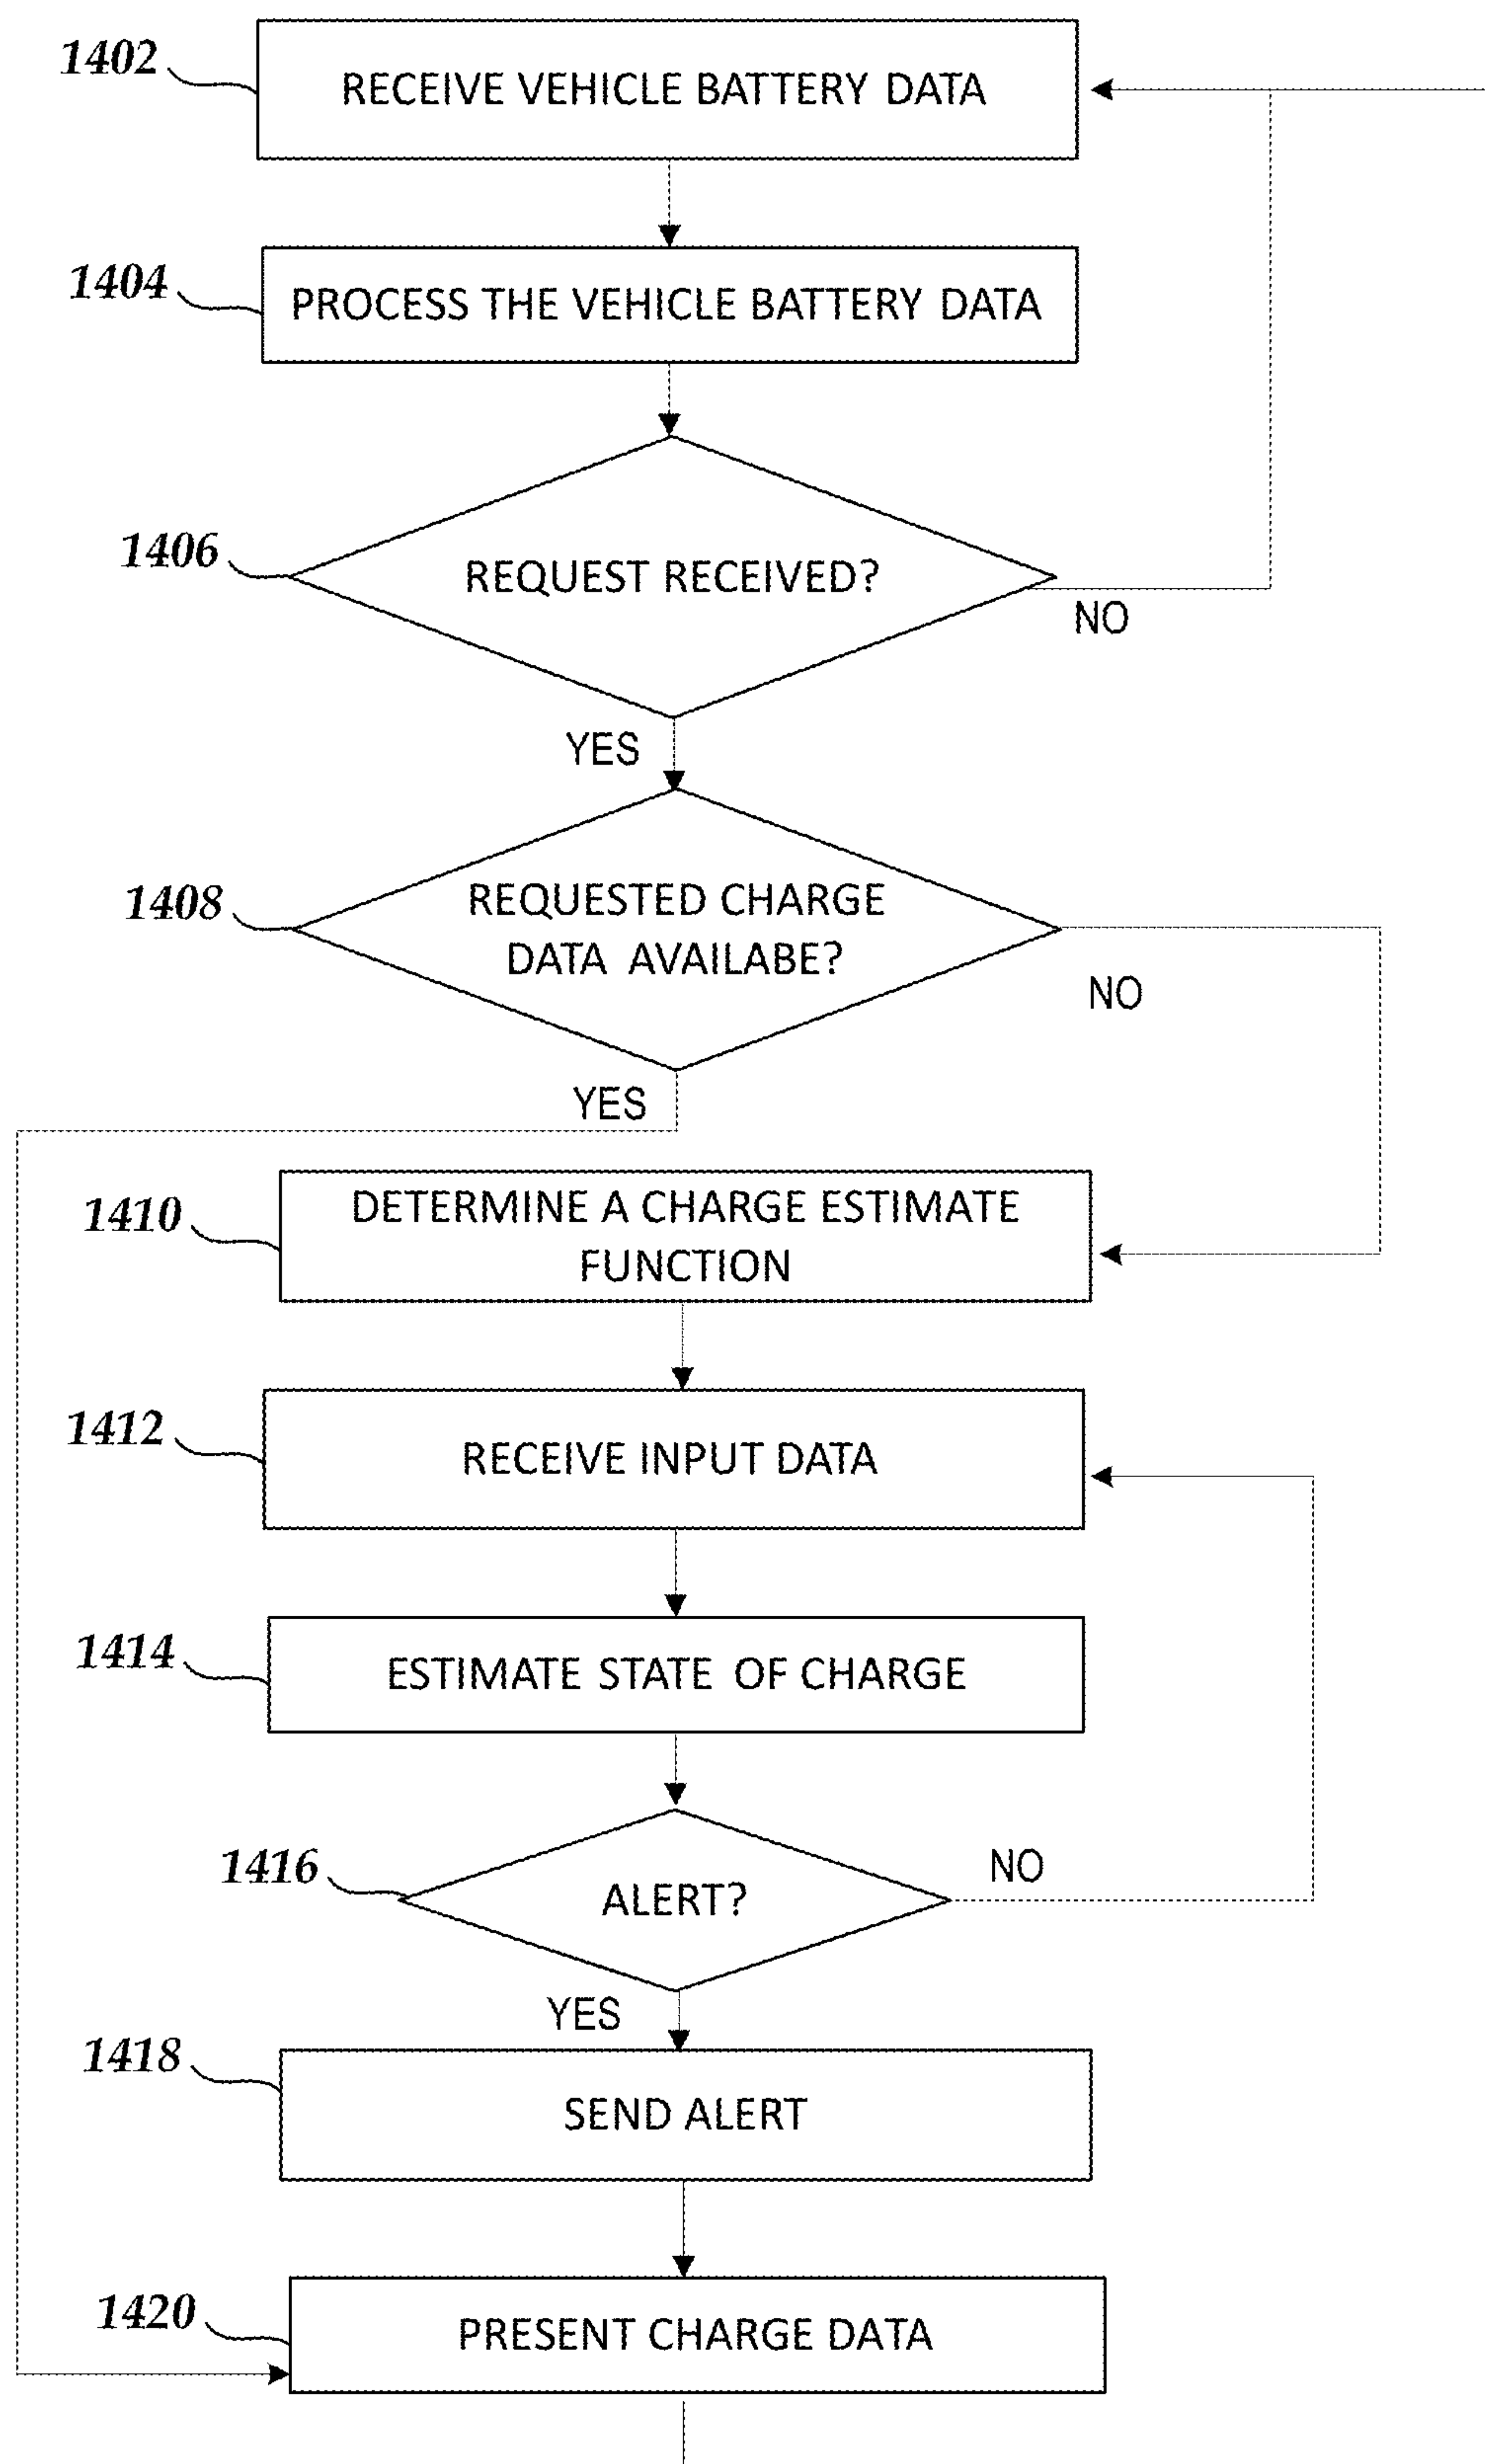 1402
RECEIVE VEHICLE BATTERY DATA
1404
PROCESS THE VEHICLE BATTERY DATA
1406
REQUEST RECEIVED?
NO
YES
1408
REQUESTED CHARGE
DATA AVAILABE?
NO
YES
1410
DETERMINE A CHARGE ESTIMATE
FUNCTION
1412
RECEIVE INPUT DATA
1414
ESTIMATE STATE OF CHARGE
1416
ALERT?
NO
YES
1418
SEND ALERT
1420
PRESENT CHARGE DATA